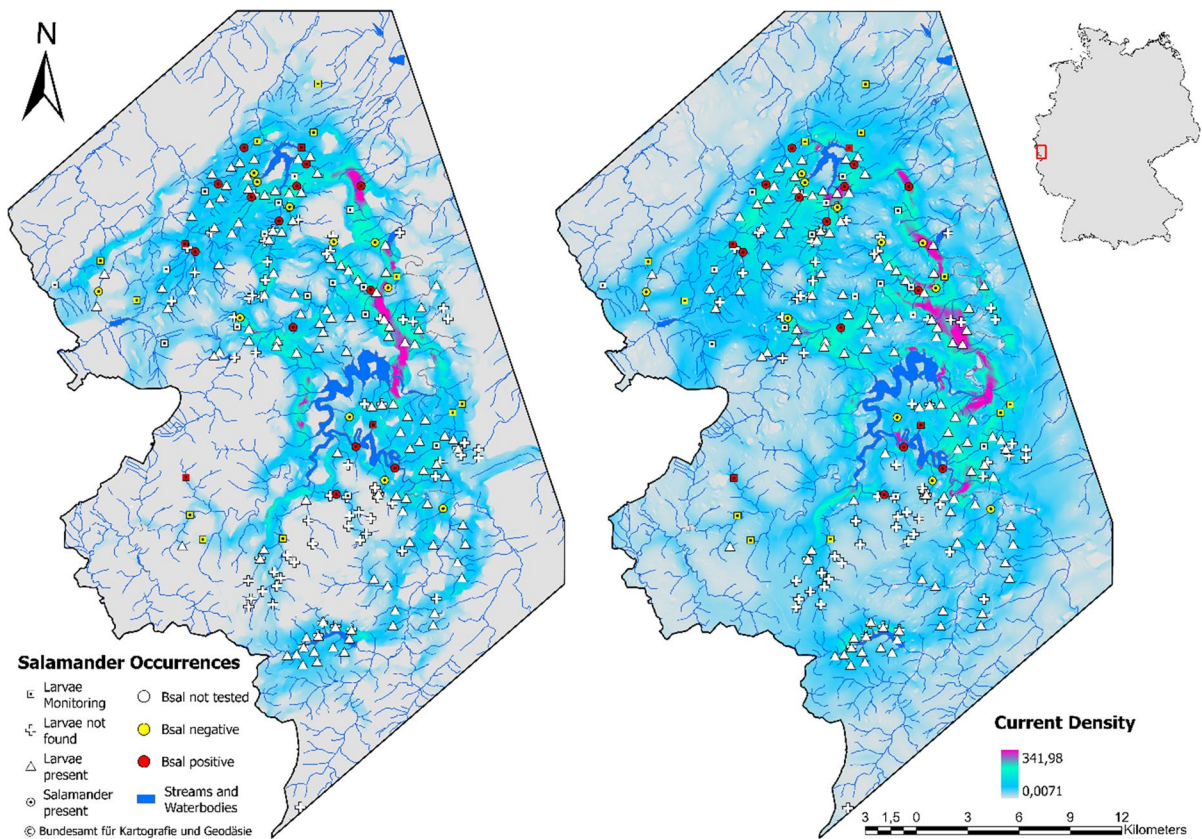 N
Salamander Occurrences
Larvae
Monitoring
Larvae not
found
Larvae
present
Salamander
present
Bsal not tested
Bsal negative
Bsal positive
Streams and
Waterbodies
© Bundesamt für Kartografie und Geodäsie
Current Density
341,98
0,0071
3 1,5 0 3 6 9 12
Kilometers